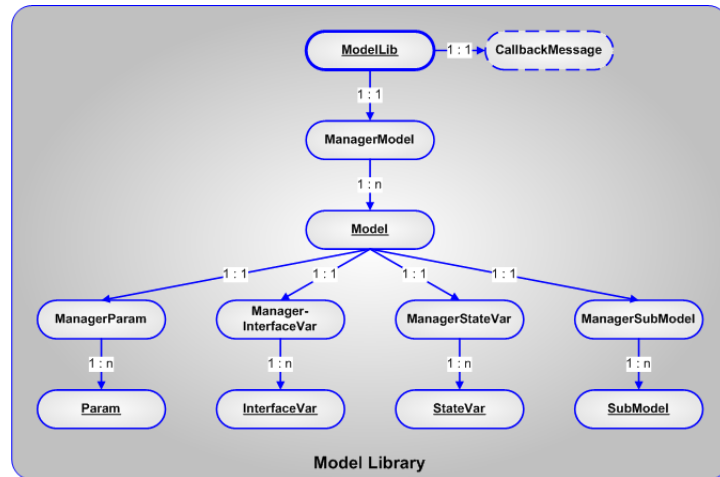 ModelLib
1 : 1
CallbackMessage
1 : 1
ManagerModel
1 : n
Model
1 : 1
1 : 1
1 : 1
1 : 1
ManagerParam
Manager-
InterfaceVar
ManagerStateVar
ManagerSubModel
1 : n
1 : n
1 : n
1 : n
Param
InterfaceVar
StateVar
SubModel
Model Library